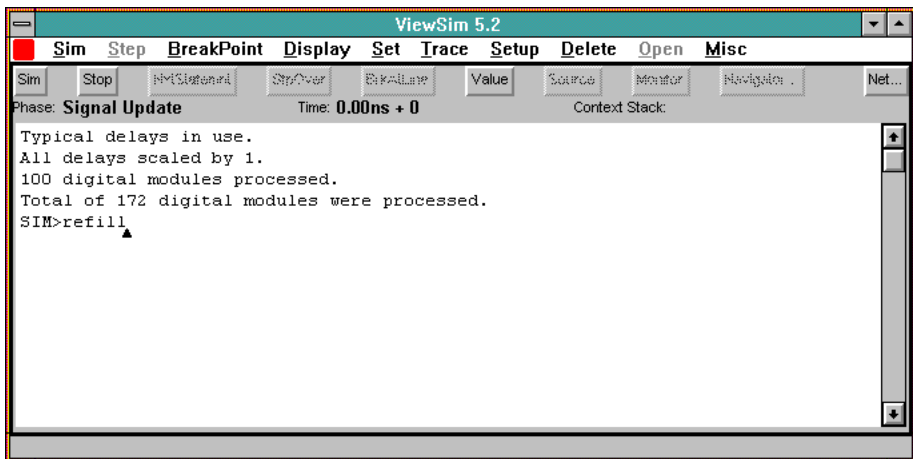 ViewSim 5.2
Sim Step BreakPoint Display Set Trace Setup Delete Open Misc
Sim Stop StpOver Value Source Monitor Navigator.. Net...
Phase: Signal Update Time: 0.00ns + 0 Context Stack:
Typical delays in use.
All delays scaled by 1.
100 digital modules processed.
Total of 172 digital modules were processed.
SIM>refill